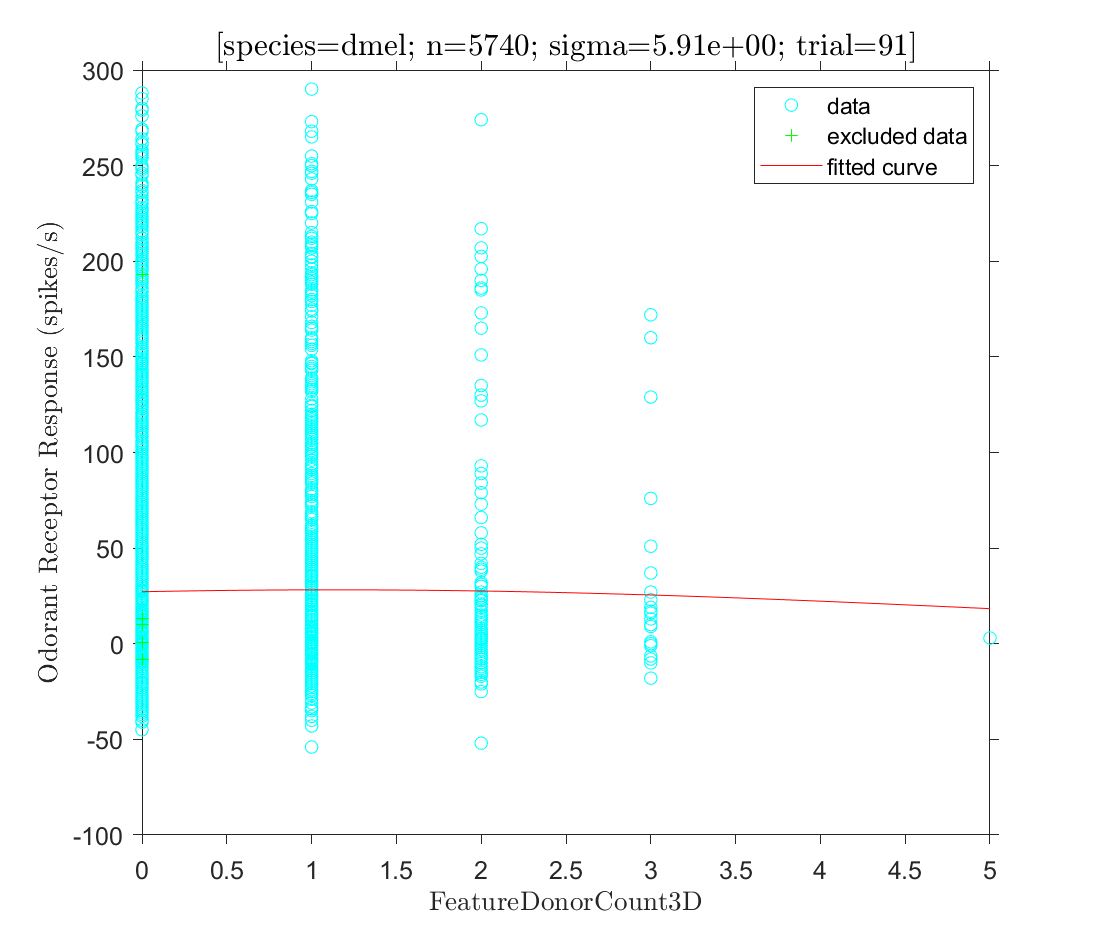 [species=dmel; n=5740; sigma=5.91e+00; trial=91]
300
250
200
150
100
50
0
-50
-100
Odorant Receptor Response (spikes/s)
data
excluded data
fitted curve
0 0.5 1 1.5 2 2.5 3 3.5 4 4.5 5
FeatureDonorCount3D